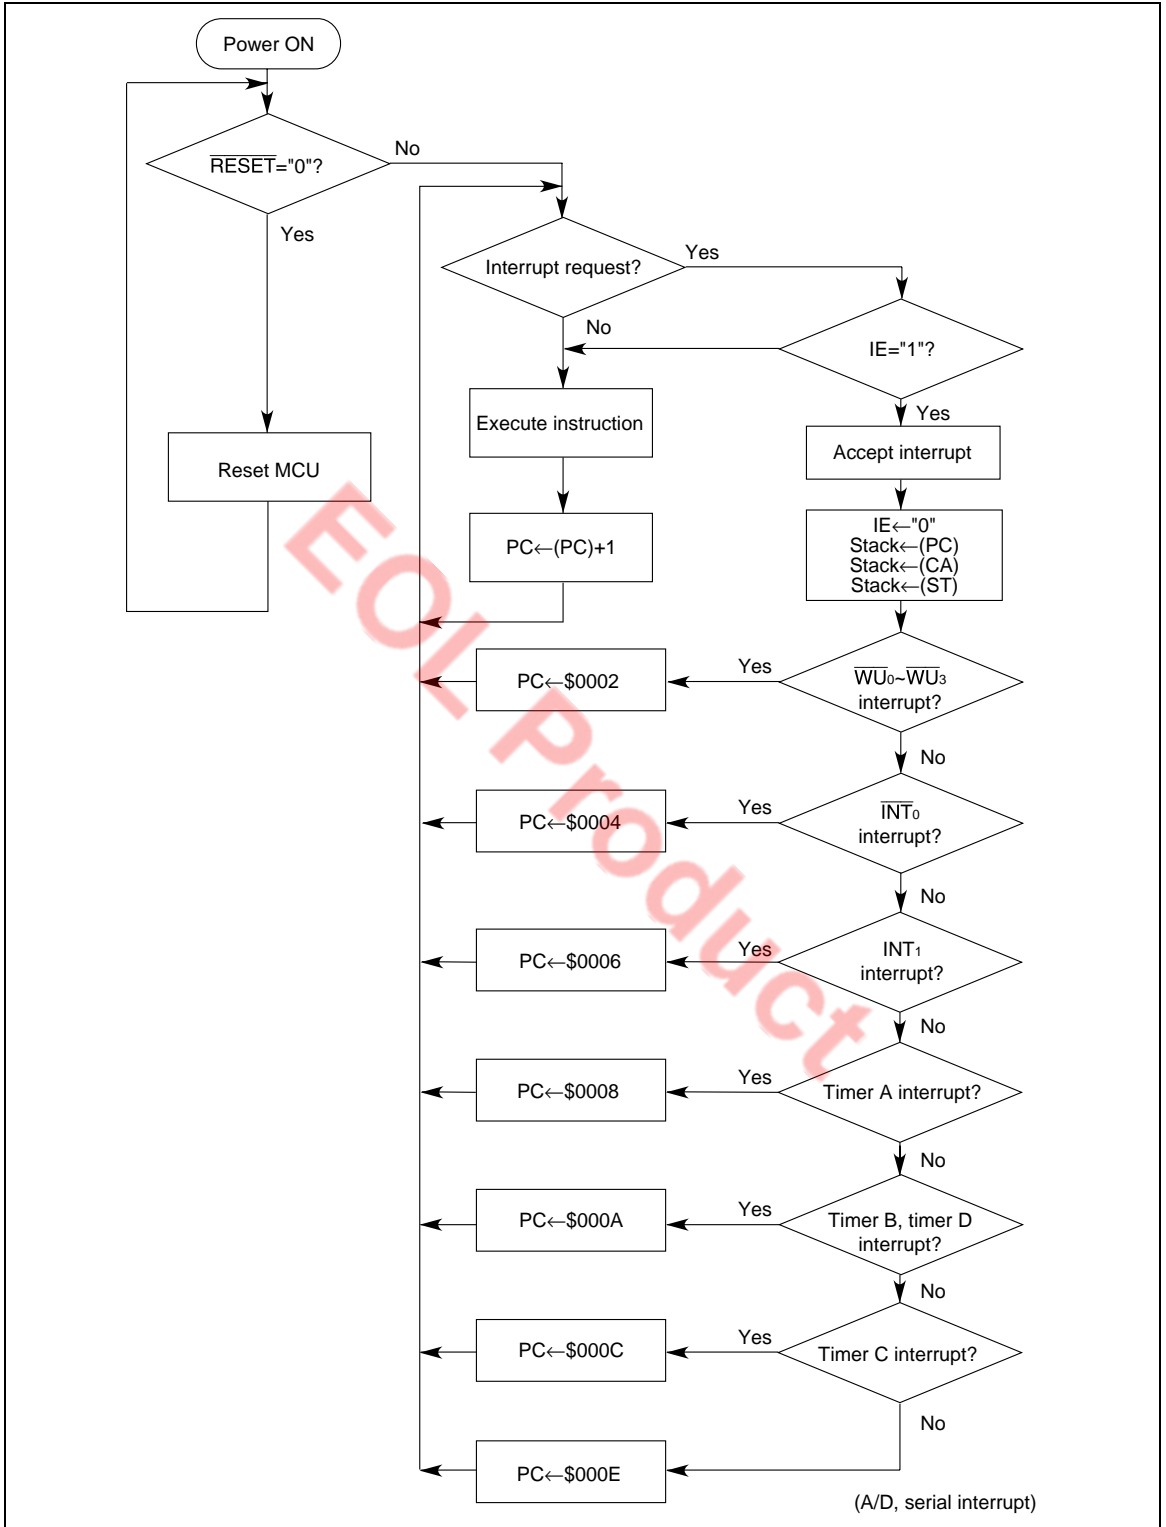 Power ON
RESET="0"?
No
Yes
Interrupt request?
Yes
No
IE="1"?
Yes
Execute instruction
Accept interrupt
Reset MCU
PC←(PC)+1
IE←"0"
Stack←(PC)
Stack←(CA)
Stack←(ST)
PC←$0002
Yes
WU0~WU3
interrupt?
No
PC←$0004
Yes
INT0
interrupt?
No
PC←$0006
Yes
INT1
interrupt?
No
PC←$0008
Yes
Timer A interrupt?
No
PC←$000A
Yes
Timer B, timer D
interrupt?
No
PC←$000C
Yes
Timer C interrupt?
No
PC←$000E
(A/D, serial interrupt)
EOL Product